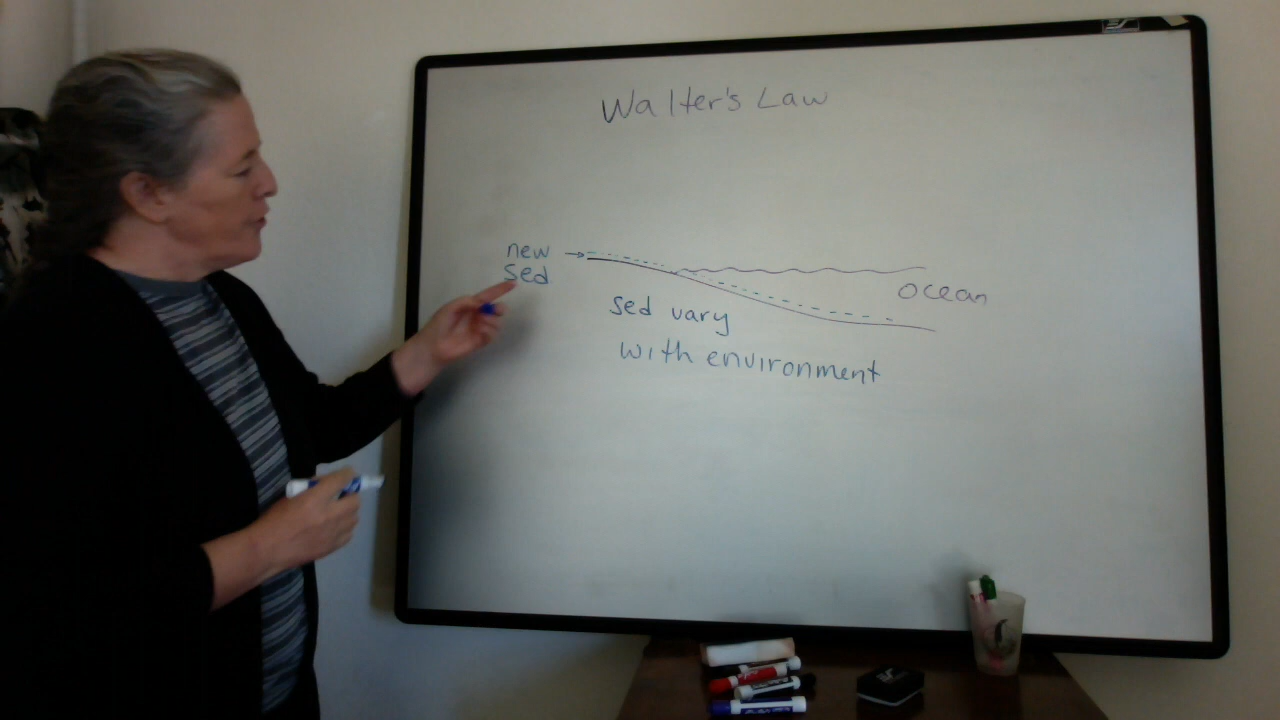 Walter's Law
new
sed
ocean
sed vary
with environment